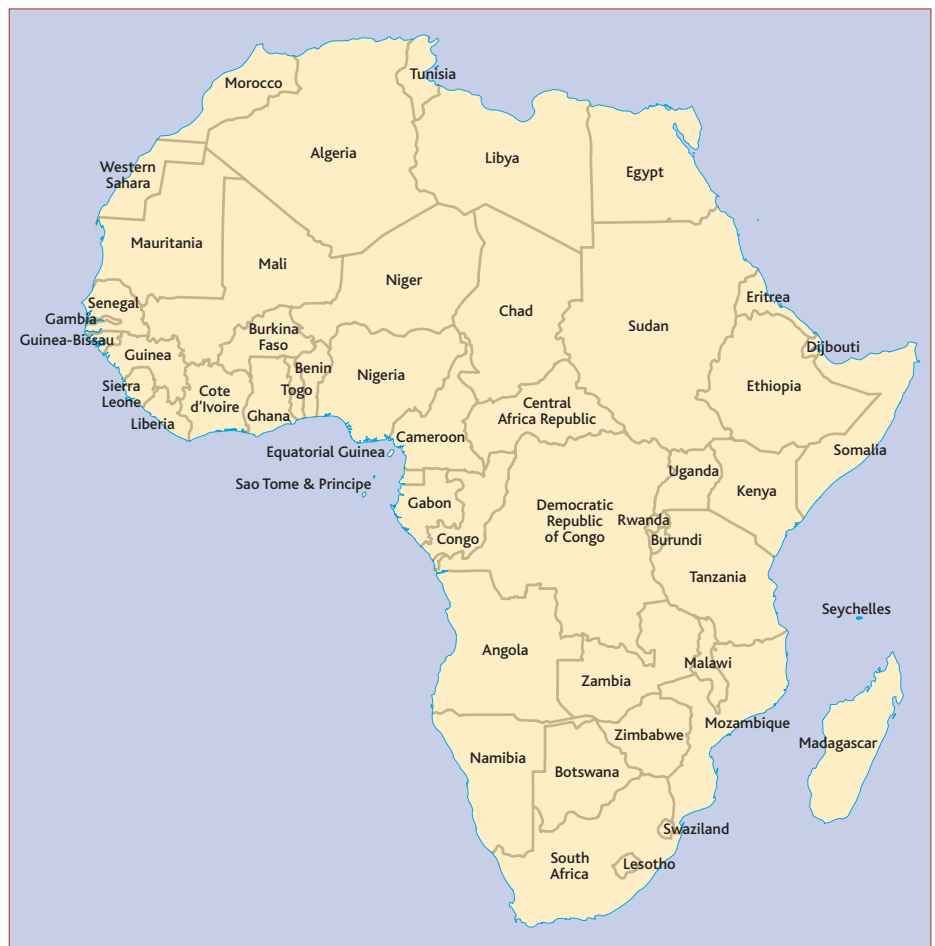 Tunisia
Morocco
Algeria
Libya
Egypt
Western
Sahara
Mauritania
Mali
Niger
Chad
Sudan
Eritrea
Senegal
Gambia
Guinea-Bissau
Guinea
Burkina
Faso
Djibouti
Benin
Nigeria
Ethiopia
Sierra
Leone
Cote
d'Ivoire
Togo
Ghana
Liberia
Central
Africa Republic
Cameroon
Somalia
Equatorial Guinea
Uganda
Sao Tome & Principe
Kenya
Gabon
Democratic
Republic
of Congo
Rwanda
Congo
Burundi
Tanzania
Seychelles
Angola
Malawi
Zambia
Mozambique
Zimbabwe
Madagascar
Namibia
Botswana
Swaziland
South
Africa
Lesotho